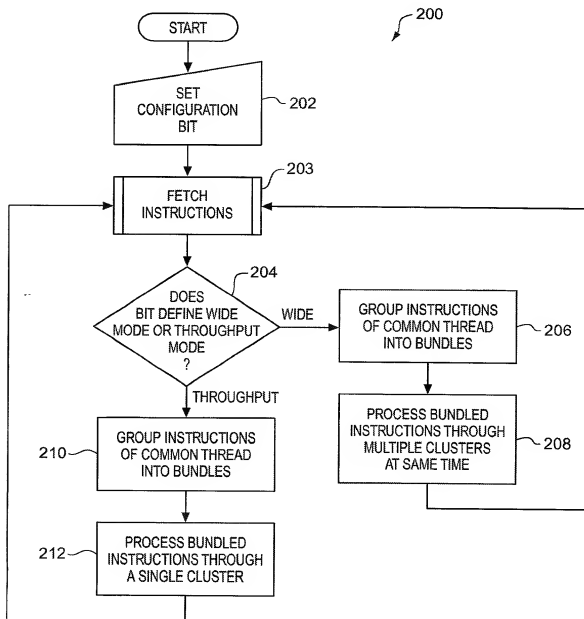 200
START
SET
CONFIGURATION
BIT
202
203
FETCH
INSTRUCTIONS
204
DOES
BIT DEFINE WIDE
MODE OR THROUGHPUT
MODE
?
WIDE
GROUP INSTRUCTIONS
OF COMMON THREAD
INTO BUNDLES
206
THROUGHPUT
PROCESS BUNDLED
INSTRUCTIONS THROUGH
MULTIPLE CLUSTERS
AT SAME TIME
208
210
GROUP INSTRUCTIONS
OF COMMON THREAD
INTO BUNDLES
212
PROCESS BUNDLED
INSTRUCTIONS THROUGH
A SINGLE CLUSTER